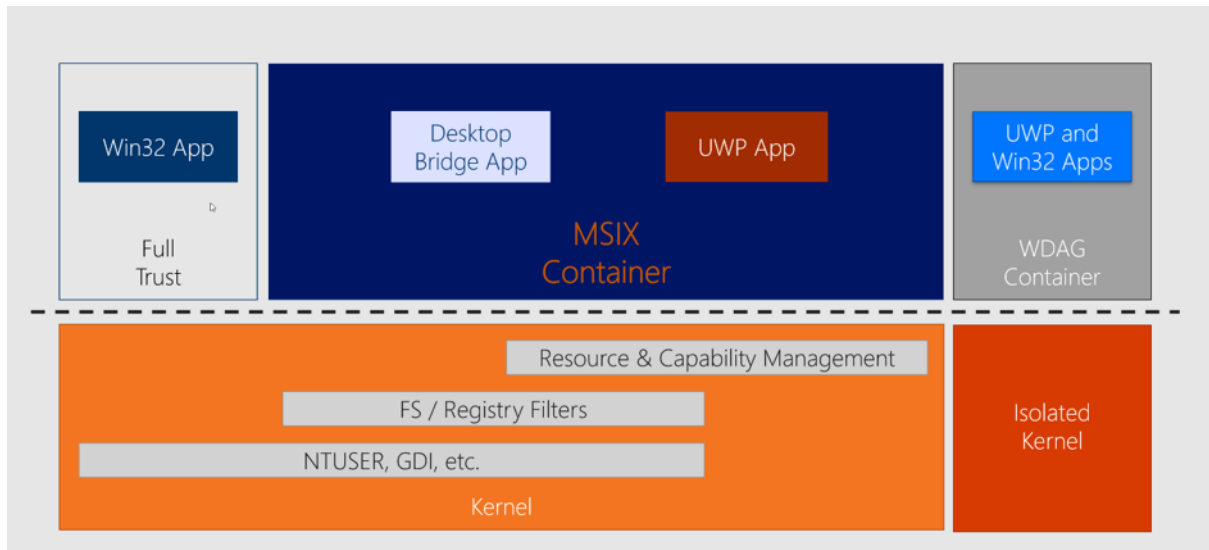 Win32 App
Full
Trust
Desktop
Bridge App
UWP App
MSIX
Container
UWP and
Win32 Apps
WDAG
Container
Resource & Capability Management
FS / Registry Filters
NTUSER, GDI, etc.
Kernel
Isolated
Kernel